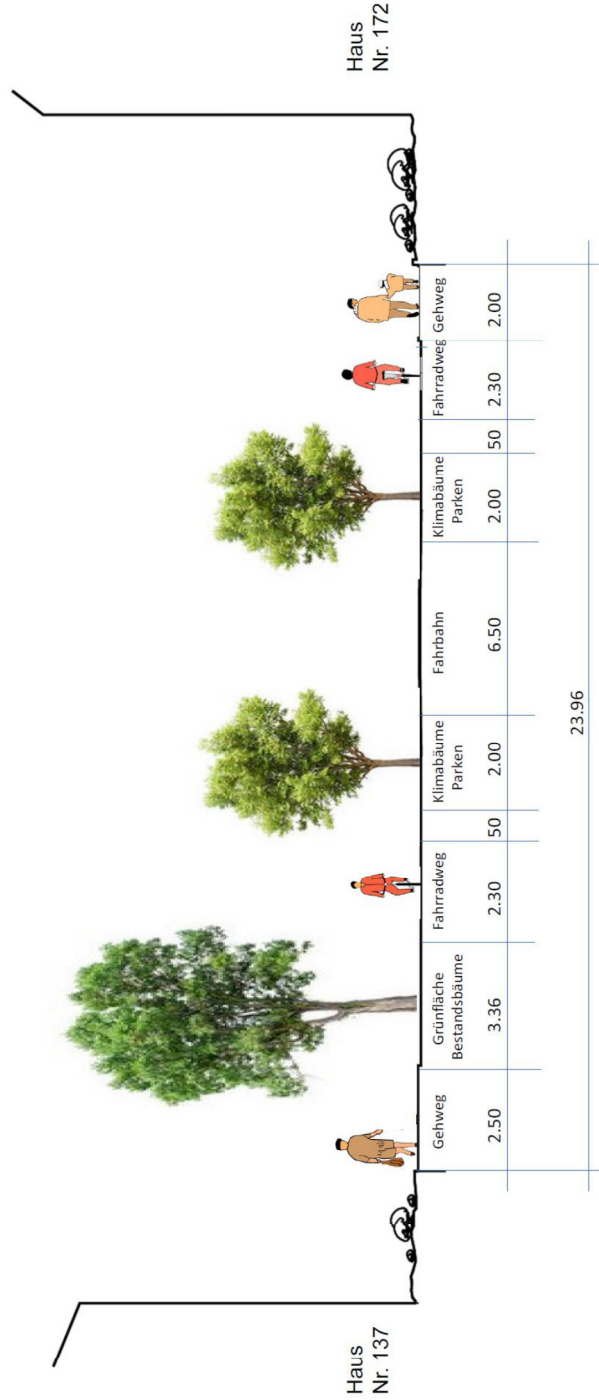 Haus
Nr. 137
Haus
Nr. 172
Gehweg
2.50
Grünfläche
Bestandsbäume
3.36
Fahrradweg
2.30
50
Klimabäume
Parken
2.00
Fahrbahn
6.50
Klimabäume
Parken
2.00
50
Fahrradweg
2.30
Gehweg
2.00
23.96